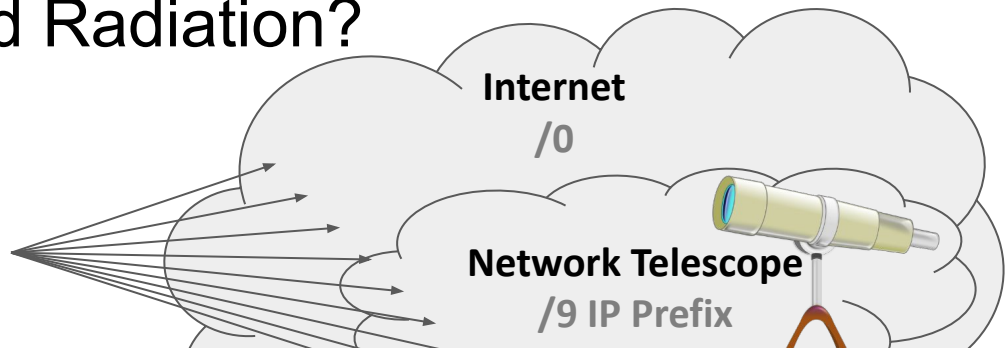 d Radiation?
Internet
/0
Network Telescope
/9 IP Prefix